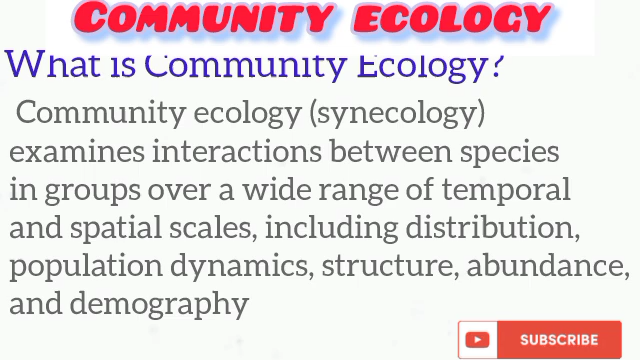 COMMUNITY ECOLOGY
What is Community Ecology?
Community ecology (synecology)
examines interactions between species
in groups over a wide range of temporal
and spatial scales, including distribution,
population dynamics, structure, abundance,
and demography
SUBSCRIBE